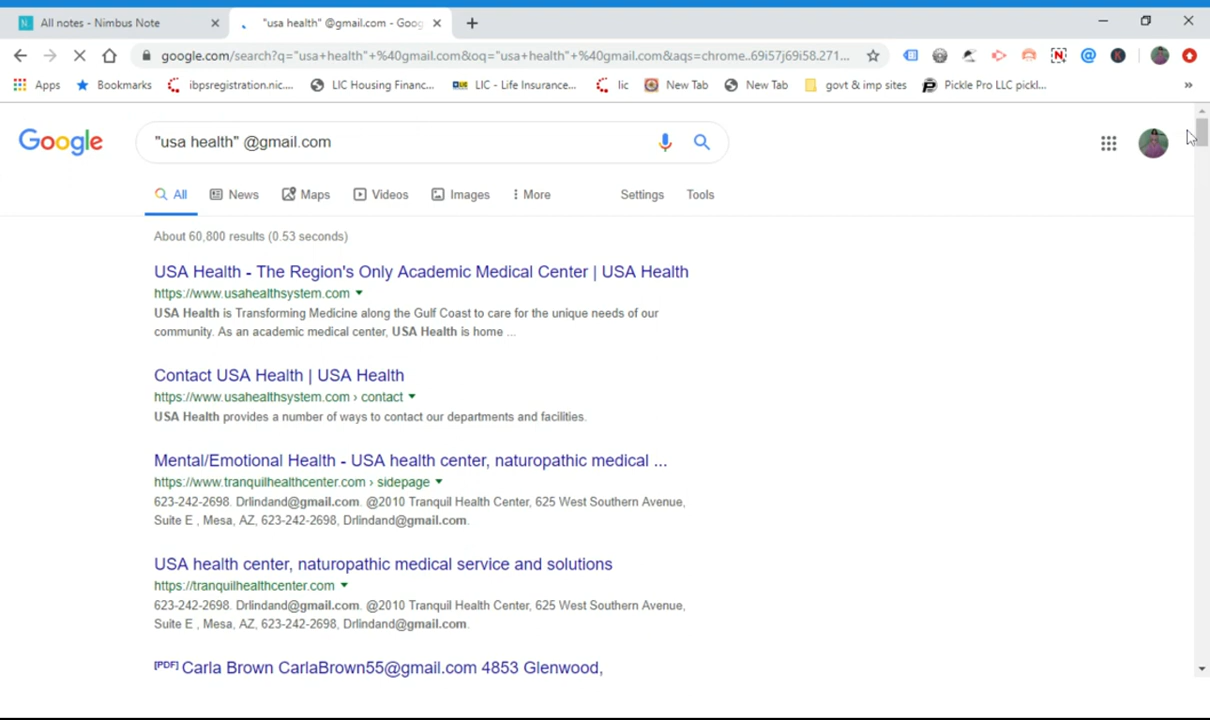 All notes - Nimbus Note
"usa health" @gmail.com - Goog
google.com/search?q="usa+health"+%40gmail.com&oq="usa+health"+%40gmail.com&aqs=chrome..69i57j69i58.271...
Apps
Bookmarks
ibpsregistration.nic....
LIC Housing Financ...
LIC - Life Insurance...
lic
New Tab
New Tab
govt & imp sites
Pickle Pro LLC pickl...
»
Google
"usa health" @gmail.com
All
News
Maps
Videos
Images
More
Settings
Tools
About 60,800 results (0.53 seconds)
USA Health - The Region's Only Academic Medical Center | USA Health
https://www.usahealthsystem.com
USA Health is Transforming Medicine along the Gulf Coast to care for the unique needs of our
community. As an academic medical center, USA Health is home ...
Contact USA Health | USA Health
https://www.usahealthsystem.com › contact
USA Health provides a number of ways to contact our departments and facilities.
Mental/Emotional Health - USA health center, naturopathic medical ...
https://www.tranquilhealthcenter.com › sidepage
623-242-2698. Drlindand@gmail.com. @2010 Tranquil Health Center, 625 West Southern Avenue,
Suite E , Mesa, AZ, 623-242-2698, Drlindand@gmail.com.
USA health center, naturopathic medical service and solutions
https://tranquilhealthcenter.com
623-242-2698. Drlindand@gmail.com. @2010 Tranquil Health Center, 625 West Southern Avenue,
Suite E , Mesa, AZ, 623-242-2698, Drlindand@gmail.com.
[PDF] Carla Brown CarlaBrown55@gmail.com 4853 Glenwood,